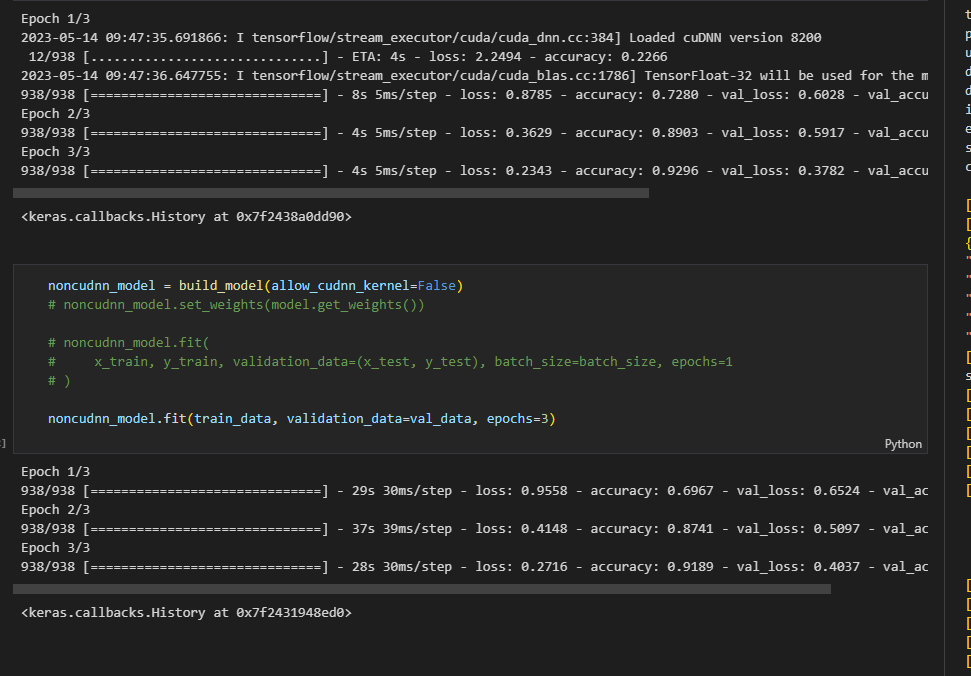 Epoch 1/3
2023-05-14 09:47:35.691866: I tensorflow/stream_executor/cuda/cuda_dnn.cc:384] Loaded cuDNN version 8200
12/938 [..............................] - ETA: 4s - loss: 2.2494 - accuracy: 0.2266
2023-05-14 09:47:36.647755: I tensorflow/stream_executor/cuda/cuda_blas.cc:1786] TensorFloat-32 will be used for the m
938/938 [==============================] - 8s 5ms/step - loss: 0.8785 - accuracy: 0.7280 - val_loss: 0.6028 - val_accu
Epoch 2/3
938/938 [==============================] - 4s 5ms/step - loss: 0.3629 - accuracy: 0.8903 - val_loss: 0.5917 - val_accu
Epoch 3/3
938/938 [==============================] - 4s 5ms/step - loss: 0.2343 - accuracy: 0.9296 - val_loss: 0.3782 - val_accu
<keras.callbacks.History at 0x7f2438a0dd90>
noncudnn_model = build_model(allow_cudnn_kernel=False)
# noncudnn_model.set_weights(model.get_weights())
# noncudnn_model.fit(
#     x_train, y_train, validation_data=(x_test, y_test), batch_size=batch_size, epochs=1
# )
noncudnn_model.fit(train_data, validation_data=val_data, epochs=3)
Python
Epoch 1/3
938/938 [==============================] - 29s 30ms/step - loss: 0.9558 - accuracy: 0.6967 - val_loss: 0.6524 - val_ac
Epoch 2/3
938/938 [==============================] - 37s 39ms/step - loss: 0.4148 - accuracy: 0.8741 - val_loss: 0.5097 - val_ac
Epoch 3/3
938/938 [==============================] - 28s 30ms/step - loss: 0.2716 - accuracy: 0.9189 - val_loss: 0.4037 - val_ac
<keras.callbacks.History at 0x7f2431948ed0>